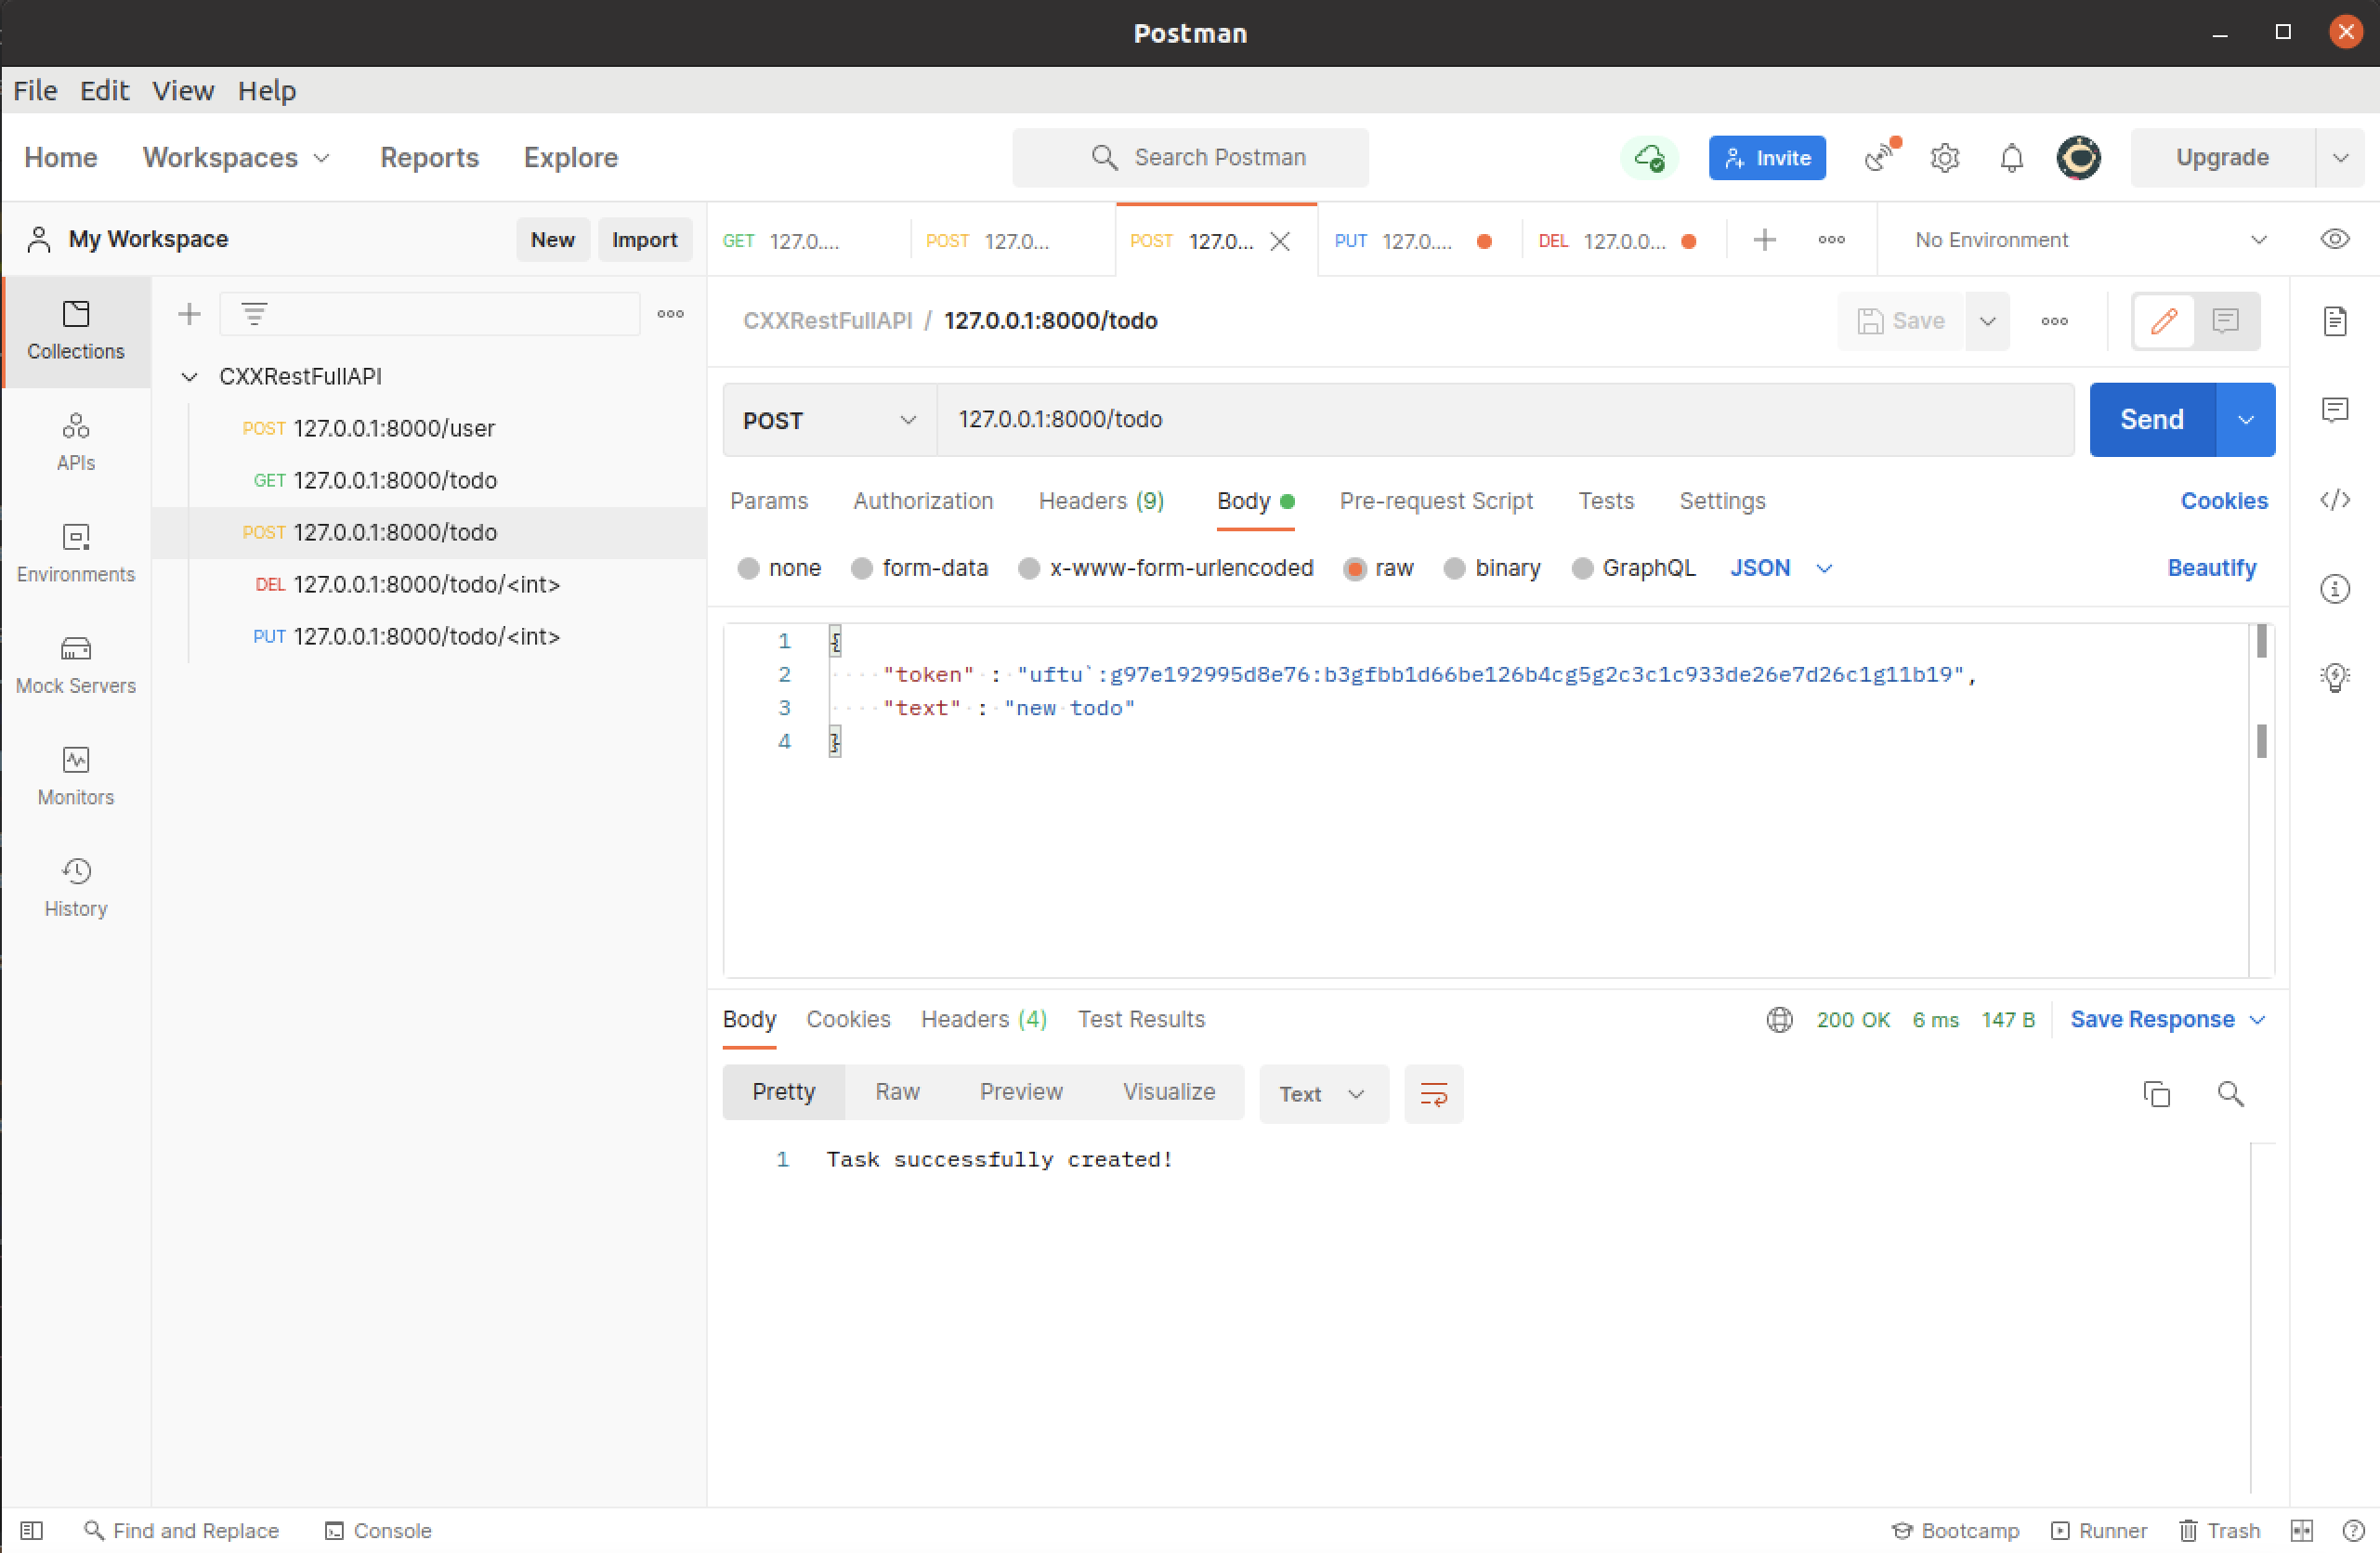 Postman
File Edit View Help
Home Workspaces Reports Explore Search Postman Invite Upgrade
My Workspace New Import GET 127.0.... POST 127.0... POST 127.0... PUT 127.0.... DEL 127.0.0... No Environment
CXXRestFullAPI / 127.0.0.1:8000/todo Save
Collections
CXXRestFullAPI
POST 127.0.0.1:8000/user
GET 127.0.0.1:8000/todo
POST 127.0.0.1:8000/todo
DEL 127.0.0.1:8000/todo/<int>
PUT 127.0.0.1:8000/todo/<int>
APIs
Environments
Mock Servers
Monitors
History
POST 127.0.0.1:8000/todo Send
Params Authorization Headers (9) Body Pre-request Script Tests Settings Cookies
none form-data x-www-form-urlencoded raw binary GraphQL JSON Beautify
1 {
2 "token" : "uftu`:g97e192995d8e76:b3gfbb1d66be126b4cg5g2c3c1c933de26e7d26c1g11b19",
3 "text" : "new todo"
4 }
Body Cookies Headers (4) Test Results 200 OK 6 ms 147 B Save Response
Pretty Raw Preview Visualize Text
1 Task successfully created!
Find and Replace Console Bootcamp Runner Trash